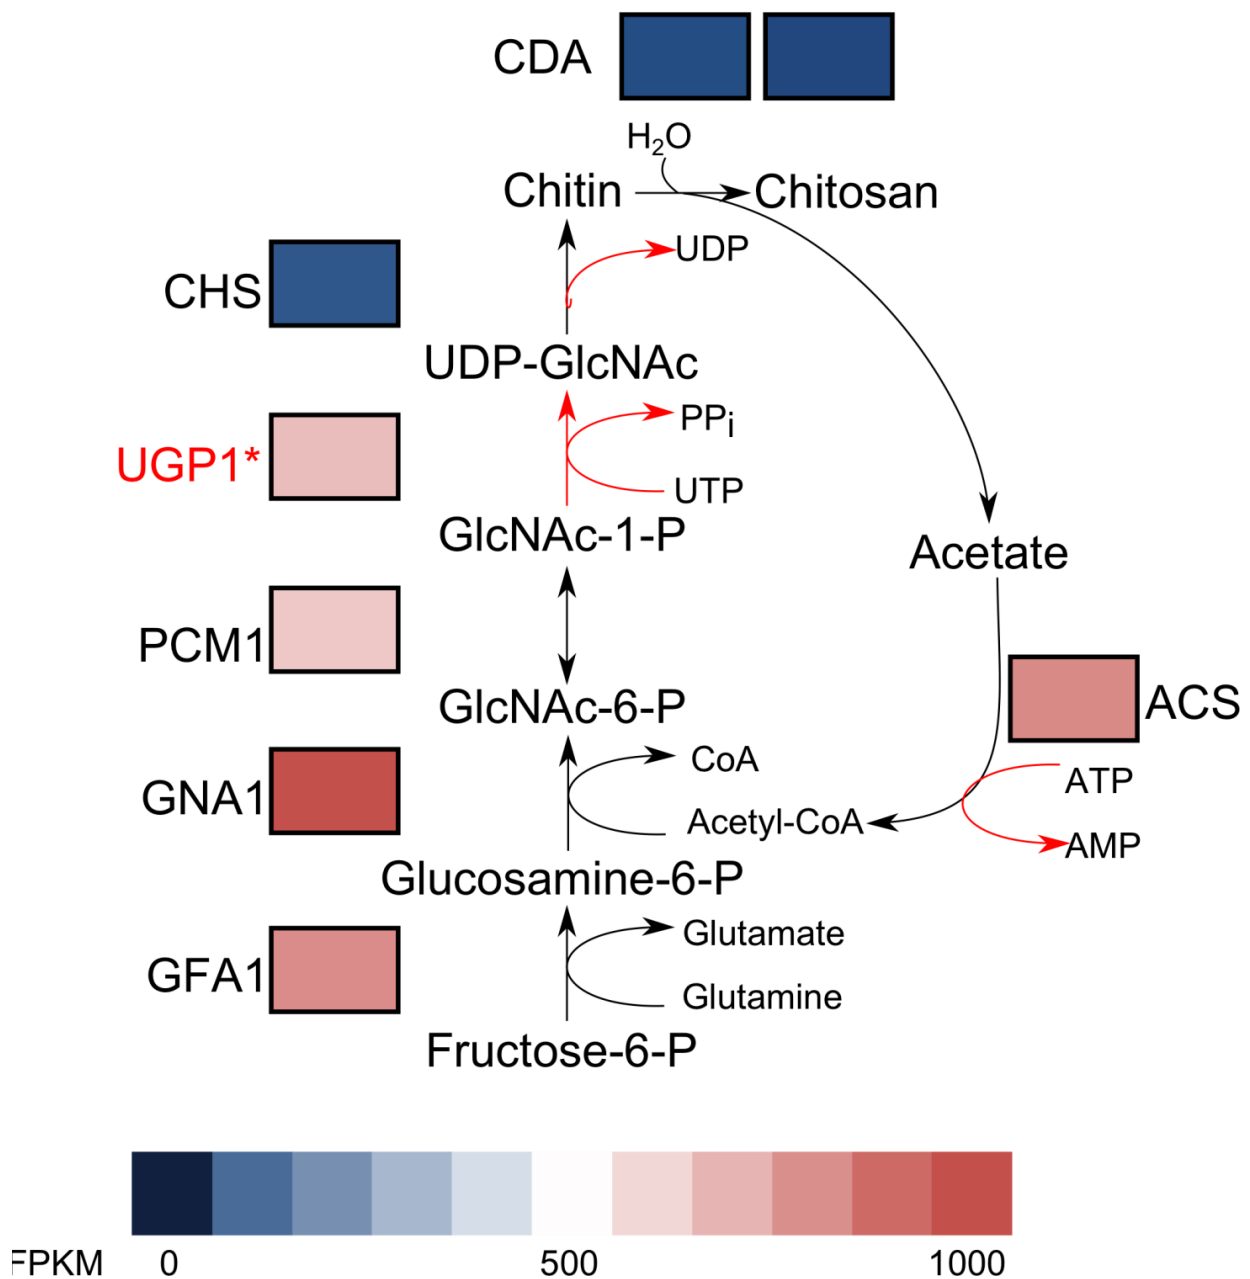 CDA
H₂O
Chitin
Chitosan
UDP
CHS
UDP-GlcNAc
PPi
UGP1*
UTP
GlcNAc-1-P
Acetate
PCM1
GlcNAc-6-P
ACS
CoA
ATP
GNA1
Acetyl-CoA
AMP
Glucosamine-6-P
Glutamate
GFA1
Glutamine
Fructose-6-P
FPKM 0 500 1000